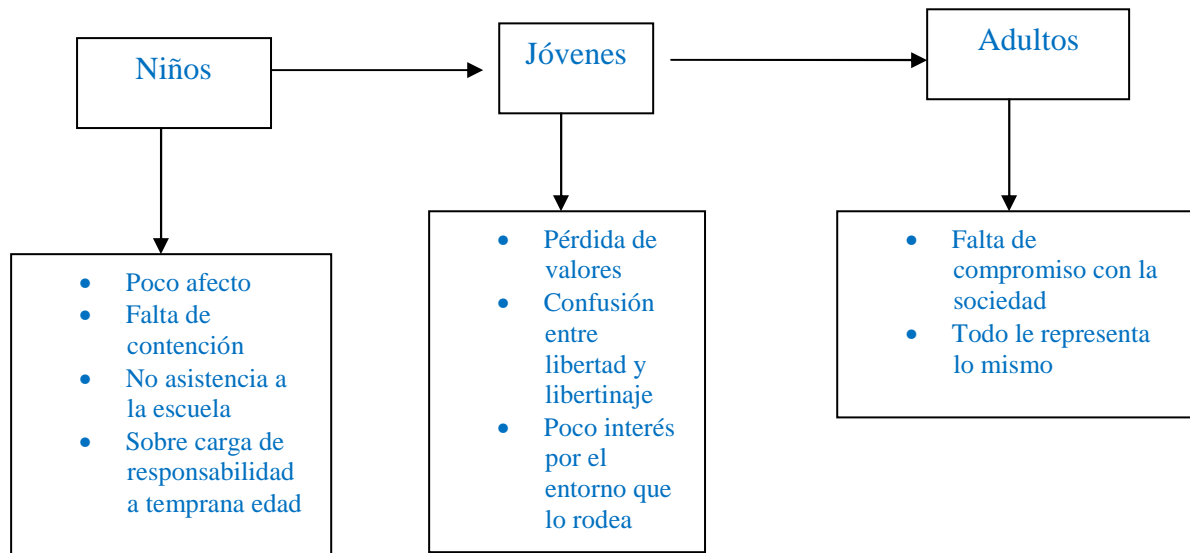 Niños
Jóvenes
Adultos
• Poco afecto
• Falta de
contención
• No asistencia a
la escuela
• Sobre carga de
responsabilidad
a temprana edad
• Pérdida de
valores
• Confusión
entre
libertad y
libertinaje
• Poco interés
por el
entorno que
lo rodea
• Falta de
compromiso con la
sociedad
• Todo le representa
lo mismo